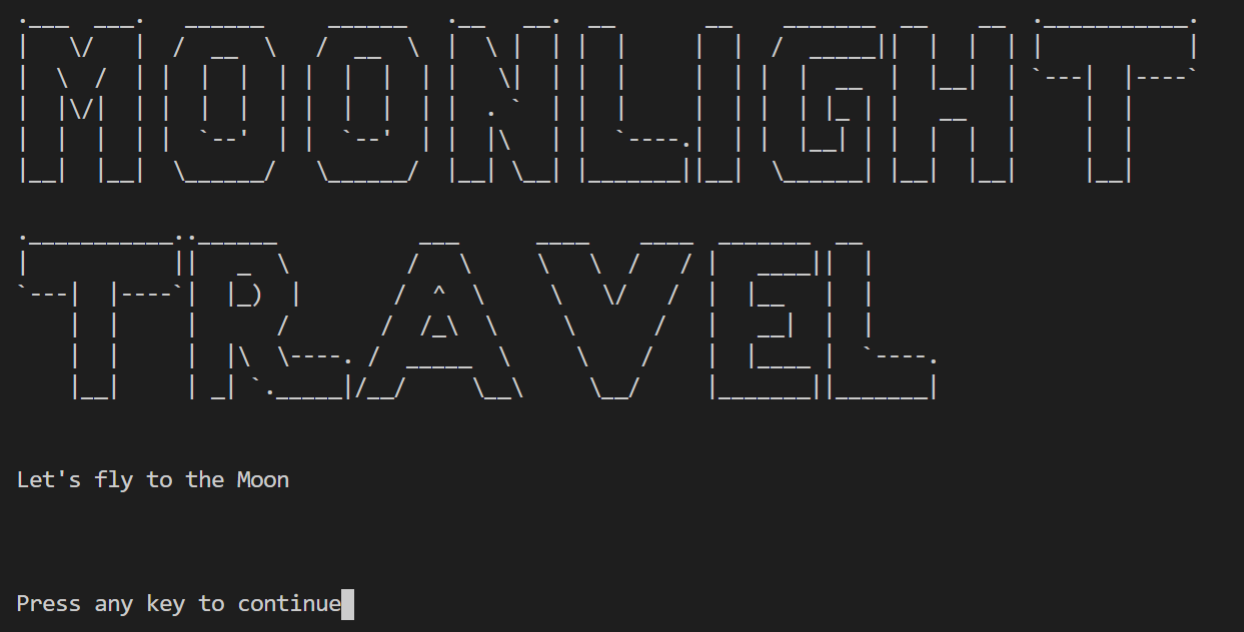 MOONLIGHT
TRAVEL
Let's fly to the Moon
Press any key to continue